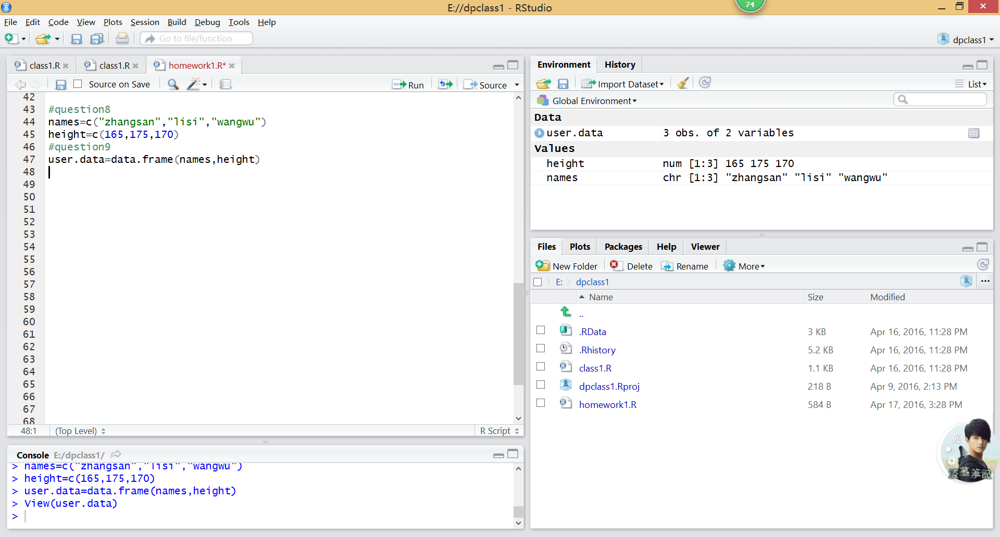 E://dpclass1 - RStudio
74
File Edit Code View Plots Session Build Debug Tools Help
Go to file/function
dpclass1
class1.R class1.R homework1.R*
Source on Save Run Source
42
43 #question8
44 names=c("zhangsan","lisi","wangwu")
45 height=c(165,175,170)
46 #question9
47 user.data=data.frame(names,height)
48
49
50
51
52
53
54
55
56
57
58
59
60
61
62
63
64
65
66
67
68
48:1 (Top Level) R Script
Console E:/dpclass1/
> names=c("zhangsan","lisi","wangwu")
> height=c(165,175,170)
> user.data=data.frame(names,height)
> View(user.data)
>
Environment History
Import Dataset List
Global Environment
Data
user.data 3 obs. of 2 variables
Values
height num [1:3] 165 175 170
names chr [1:3] "zhangsan" "lisi" "wangwu"
Files Plots Packages Help Viewer
New Folder Delete Rename More
E: dpclass1 ...
Name Size Modified
..
.RData 3 KB Apr 16, 2016, 11:28 PM
.Rhistory 5.2 KB Apr 16, 2016, 11:28 PM
class1.R 1.1 KB Apr 16, 2016, 11:28 PM
dpclass1.Rproj 218 B Apr 9, 2016, 2:13 PM
homework1.R 584 B Apr 17, 2016, 3:28 PM
英
盗墓筆記